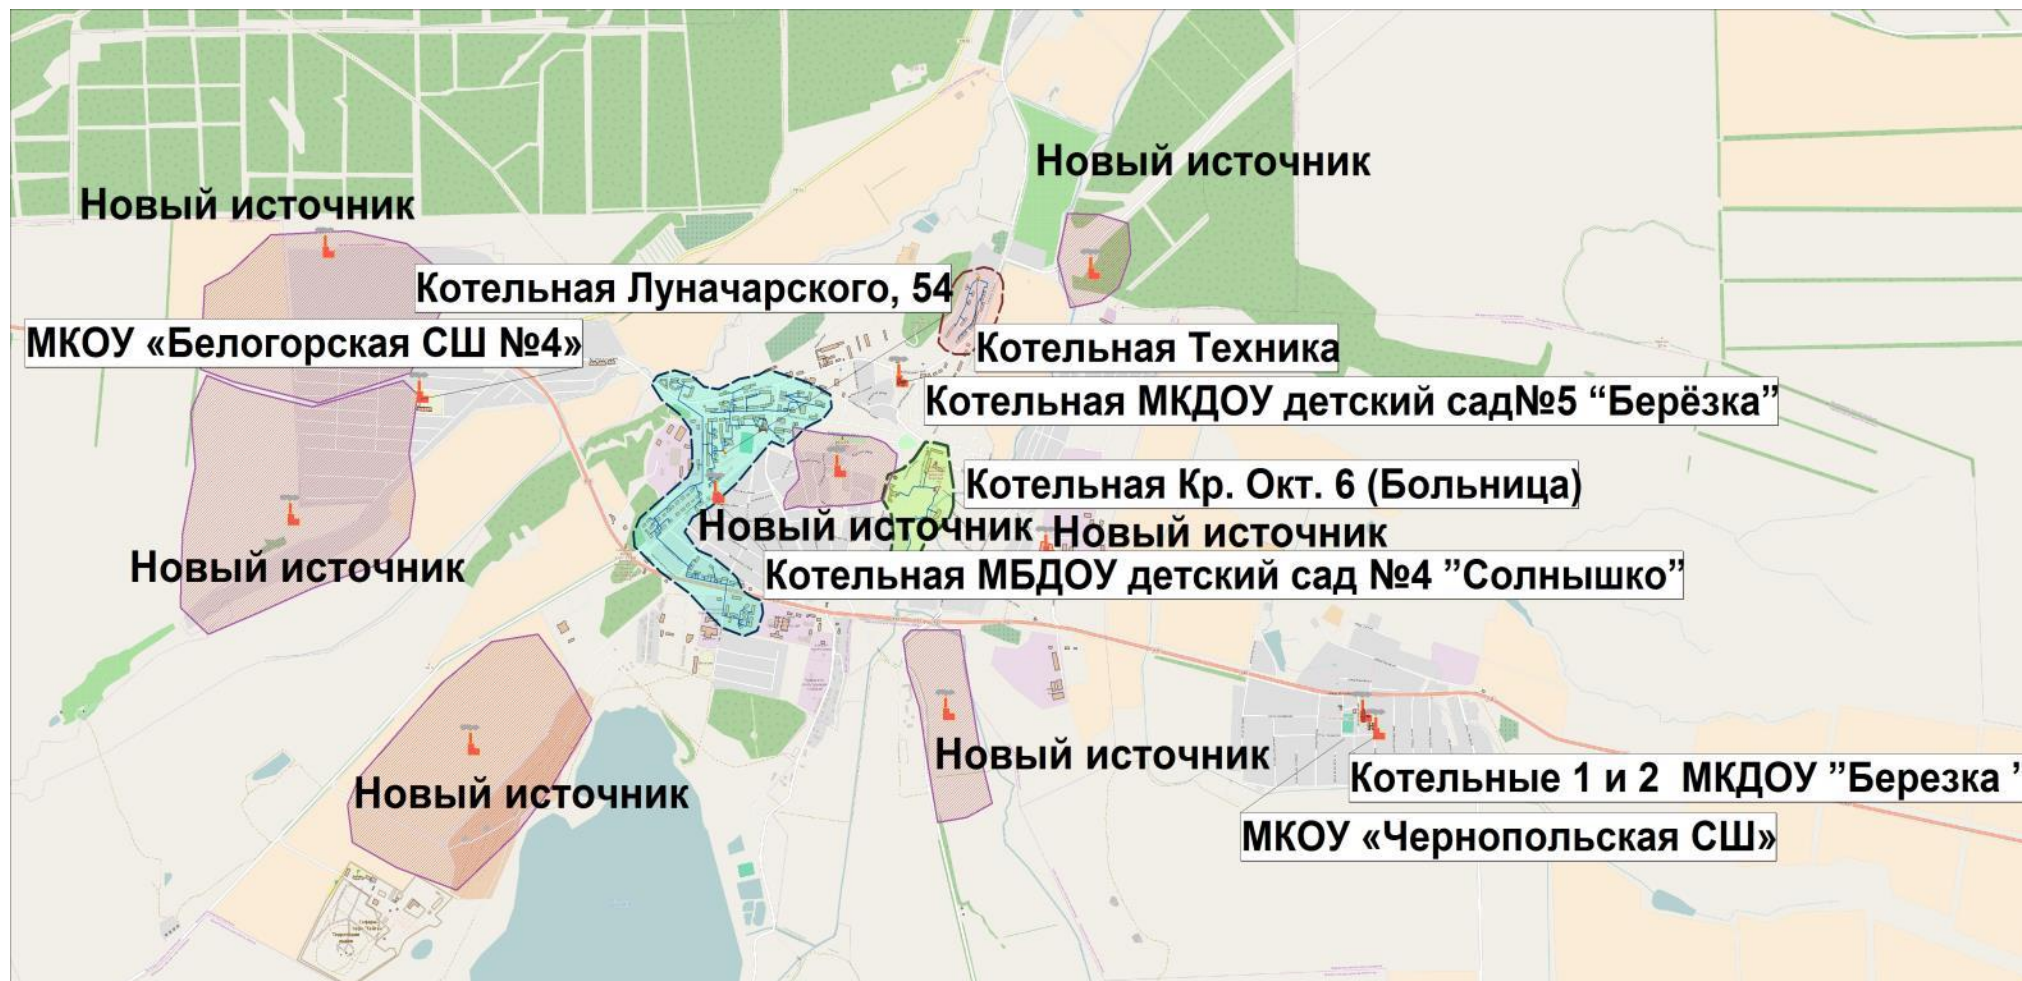 Новый источник
Новый источник
Котельная Луначарского, 54
МКОУ «Белогорская СШ №4»
Котельная Техника
Котельная МКДОУ детский сад№5 “Берёзка”
Котельная Кр. Окт. 6 (Больница)
Новый источник
Новый источник
Новый источник
Котельная МБДОУ детский сад №4 ”Солнышко”
Новый источник
Новый источник
Котельные 1 и 2 МКДОУ ”Березка ’
МКОУ «Чернопольская СШ»